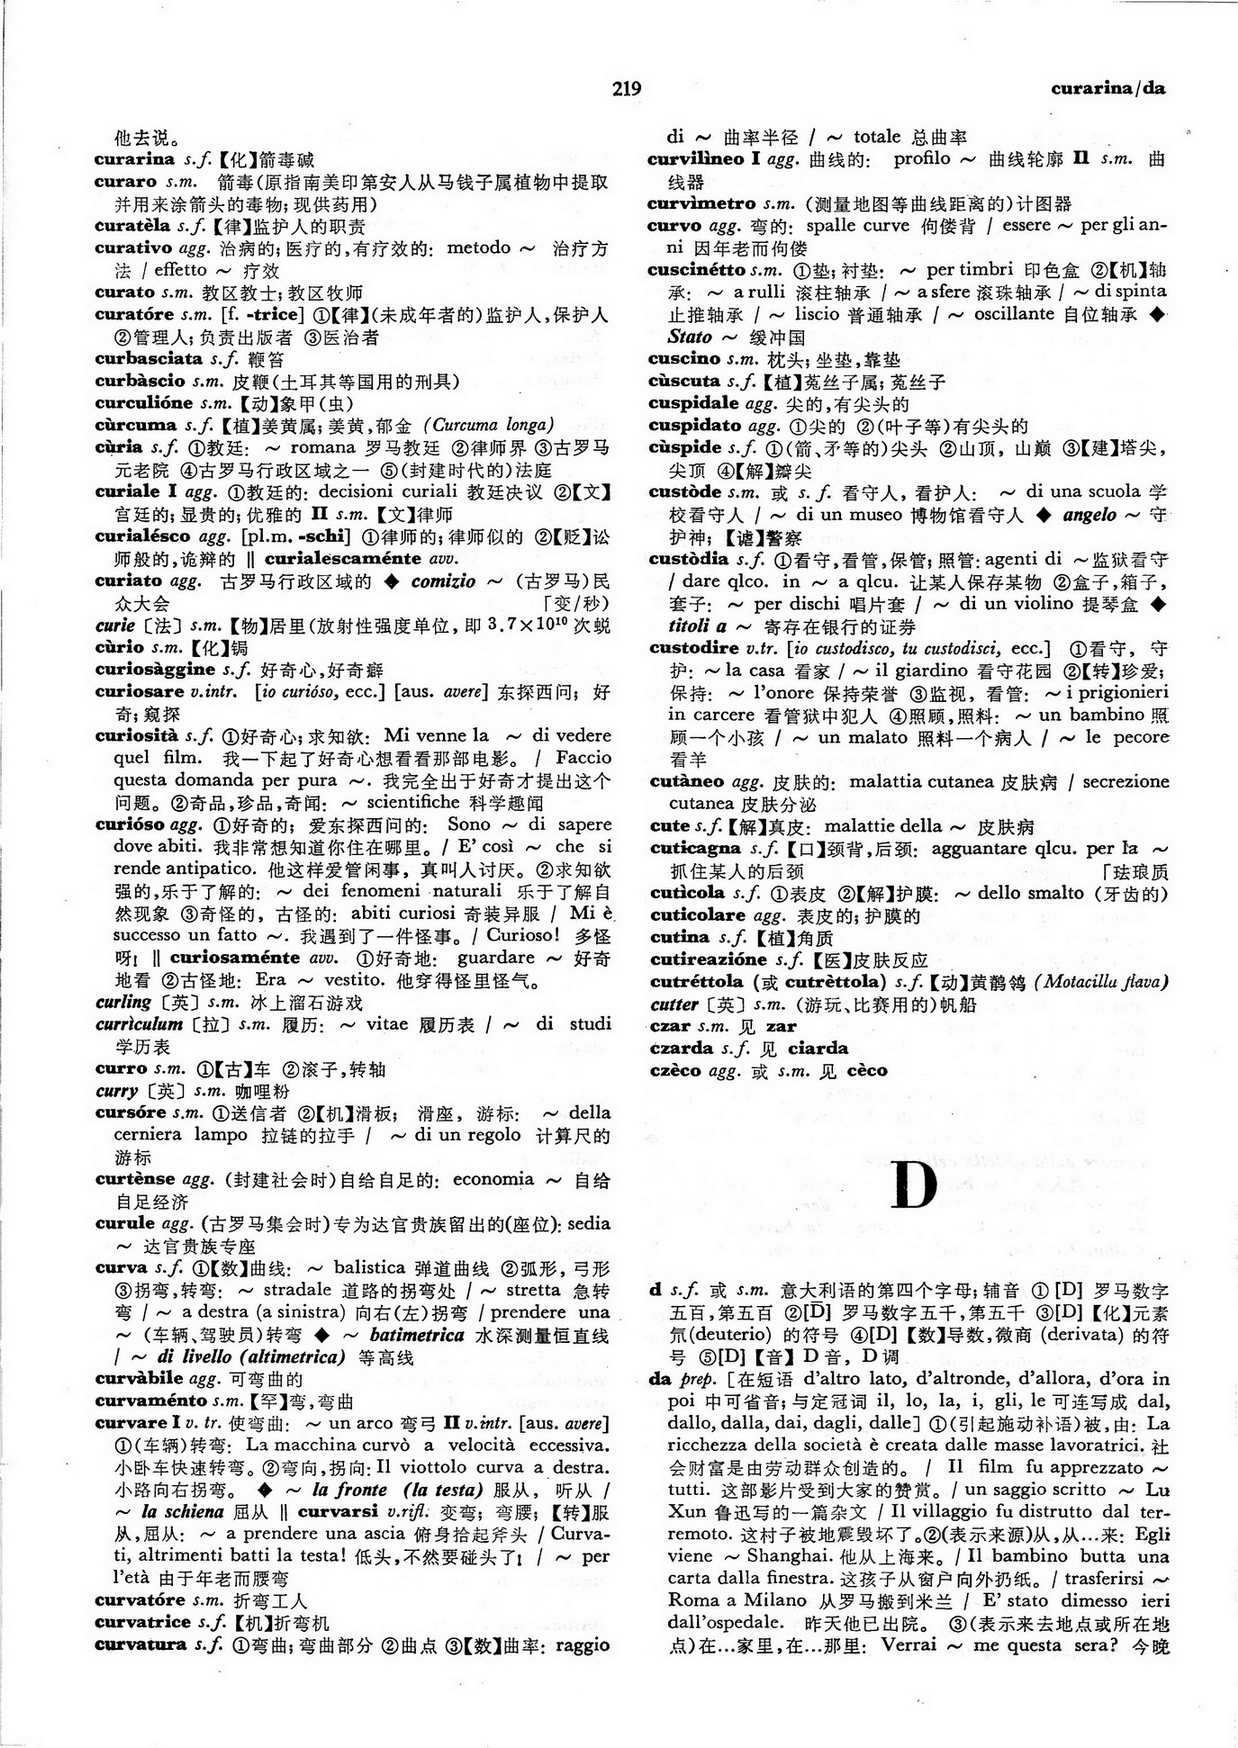 219
curarina/da
他去说。
curarina s.f.【化】箭毒碱
curaro s.m. 箭毒(原指南美印第安人从马钱子属植物中提取
并用来涂箭头的毒物;现供药用)
curatèla s.f.【律】监护人的职责
curativo agg. 治病的;医疗的,有疗效的: metodo ～ 治疗方
法 / effetto ～ 疗效
curato s.m. 教区教士;教区牧师
curatóre s.m. [f. -trice] ①【律】(未成年者的)监护人,保护人
②管理人;负责出版者 ③医治者
curbasciata s.f. 鞭笞
curbàscio s.m. 皮鞭(土耳其等国用的刑具)
curculióne s.m.【动】象甲(虫)
cùrcuma s.f.【植】姜黄属;姜黄,郁金 (Curcuma longa)
cùria s.f. ①教廷: ～ romana 罗马教廷 ②律师界 ③古罗马
元老院 ④古罗马行政区域之一 ⑤(封建时代的)法庭
curiale I agg. ①教廷的: decisioni curiali 教廷决议 ②【文】
宫廷的;显贵的;优雅的 II s.m.【文】律师
curialésco agg. [pl.m. -schi] ①律师的;律师似的 ②【贬】讼
师般的,诡辩的 ‖ curialescaménte avv.
curiato agg. 古罗马行政区域的 ◆ comizio ～ (古罗马)民
众大会 「变/秒)
curie〔法〕s.m.【物】居里(放射性强度单位,即 3.7×10¹⁰ 次蜕
cùrio s.m.【化】锔
curiosàggine s.f. 好奇心,好奇癖
curiosare v.intr. [io curióso, ecc.] [aus. avere] 东探西问; 好
奇;窥探
curiosità s.f. ①好奇心;求知欲: Mi venne la ～ di vedere
quel film. 我一下起了好奇心想看看那部电影。 / Faccio
questa domanda per pura ～. 我完全出于好奇才提出这个
问题。②奇品,珍品,奇闻: ～ scientifiche 科学趣闻
curióso agg. ①好奇的; 爱东探西问的: Sono ～ di sapere
dove abiti. 我非常想知道你住在哪里。/ E' così ～ che si
rende antipatico. 他这样爱管闲事, 真叫人讨厌。②求知欲
强的,乐于了解的: ～ dei fenomeni naturali 乐于了解自
然现象 ③奇怪的, 古怪的: abiti curiosi 奇装异服 / Mi è
successo un fatto ～. 我遇到了一件怪事。/ Curioso! 多怪
呀! ‖ curiosaménte avv. ①好奇地: guardare ～ 好奇
地看 ②古怪地: Era ～ vestito. 他穿得怪里怪气。
curling〔英〕s.m. 冰上溜石游戏
currìculum〔拉〕s.m. 履历: ～ vitae 履历表 / ～ di studi
学历表
curro s.m. ①【古】车 ②滚子,转轴
curry〔英〕s.m. 咖哩粉
cursóre s.m. ①送信者 ②【机】滑板; 滑座, 游标: ～ della
cerniera lampo 拉链的拉手 / ～ di un regolo 计算尺的
游标
curtènse agg. (封建社会时)自给自足的: economia ～ 自给
自足经济
curule agg. (古罗马集会时)专为达官贵族留出的(座位): sedia
～ 达官贵族专座
curva s.f. ①【数】曲线: ～ balistica 弹道曲线 ②弧形, 弓形
③拐弯,转弯: ～ stradale 道路的拐弯处 / ～ stretta 急转
弯 / ～ a destra (a sinistra) 向右(左)拐弯 / prendere una
～ (车辆、驾驶员)转弯 ◆ ～ batimetrica 水深测量恒直线
/ ～ di livello (altimetrica) 等高线
curvàbile agg. 可弯曲的
curvaménto s.m.【罕】弯,弯曲
curvare I v. tr. 使弯曲: ～ un arco 弯弓 II v.intr. [aus. avere]
①(车辆)转弯: La macchina curvò a velocità eccessiva.
小卧车快速转弯。②弯向,拐向: Il viottolo curva a destra.
小路向右拐弯。 ◆ ～ la fronte (la testa) 服从, 听从 /
～ la schiena 屈从 ‖ curvarsi v.rifl. 变弯; 弯腰; 【转】服
从,屈从: ～ a prendere una ascia 俯身拾起斧头 / Curva-
ti, altrimenti batti la testa! 低头,不然要碰头了! / ～ per
l'età 由于年老而腰弯
curvatóre s.m. 折弯工人
curvatrice s.f.【机】折弯机
curvatura s.f. ①弯曲;弯曲部分 ②曲点 ③【数】曲率: raggio
di ～ 曲率半径 / ～ totale 总曲率
curvilìneo I agg. 曲线的: profilo ～ 曲线轮廓 II s.m. 曲
线器
curvìmetro s.m. (测量地图等曲线距离的)计图器
curvo agg. 弯的: spalle curve 佝偻背 / essere ～ per gli an-
ni 因年老而佝偻
cuscinétto s.m. ①垫;衬垫: ～ per timbri 印色盒 ②【机】轴
承: ～ a rulli 滚柱轴承 / ～ a sfere 滚珠轴承 / ～ di spinta
止推轴承 / ～ liscio 普通轴承 / ～ oscillante 自位轴承 ◆
Stato ～ 缓冲国
cuscino s.m. 枕头;坐垫,靠垫
cùscuta s.f.【植】菟丝子属;菟丝子
cuspidale agg. 尖的,有尖头的
cuspidato agg. ①尖的 ②(叶子等)有尖头的
cùspide s.f. ①(箭、矛等的)尖头 ②山顶, 山巅 ③【建】塔尖,
尖顶 ④【解】瓣尖
custòde s.m. 或 s. f. 看守人, 看护人: ～ di una scuola 学
校看守人 / ～ di un museo 博物馆看守人 ◆ angelo ～ 守
护神; 【谑】警察
custòdia s.f. ①看守,看管,保管;照管: agenti di ～监狱看守
/ dare qlco. in ～ a qlcu. 让某人保存某物 ②盒子,箱子,
套子: ～ per dischi 唱片套 / ～ di un violino 提琴盒 ◆
titoli a ～ 寄存在银行的证券
custodire v.tr. [io custodisco, tu custodisci, ecc.] ①看守, 守
护: ～ la casa 看家 / ～ il giardino 看守花园 ②【转】珍爱;
保持: ～ l'onore 保持荣誉 ③监视, 看管: ～ i prigionieri
in carcere 看管狱中犯人 ④照顾,照料: ～ un bambino 照
顾一个小孩 / ～ un malato 照料一个病人 / ～ le pecore
看羊
cutàneo agg. 皮肤的: malattia cutanea 皮肤病 / secrezione
cutanea 皮肤分泌
cute s.f.【解】真皮: malattie della ～ 皮肤病
cuticagna s.f.【口】颈背,后颈: agguantare qlcu. per la ～
抓住某人的后颈 「珐琅质
cutìcola s.f. ①表皮 ②【解】护膜: ～ dello smalto (牙齿的)
cuticolare agg. 表皮的;护膜的
cutina s.f.【植】角质
cutireazióne s.f.【医】皮肤反应
cutréttola (或 cutrèttola) s.f.【动】黄鹡鸰 (Motacilla flava)
cutter〔英〕s.m. (游玩、比赛用的)帆船
czar s.m. 见 zar
czarda s.f. 见 ciarda
czèco agg. 或 s.m. 见 cèco
D
d s.f. 或 s.m. 意大利语的第四个字母;辅音 ① [D] 罗马数字
五百,第五百 ②[D̅] 罗马数字五千,第五千 ③[D]【化】元素
氘(deuterio) 的符号 ④[D]【数】导数,微商 (derivata) 的符
号 ⑤[D]【音】D 音, D 调
da prep. [在短语 d'altro lato, d'altronde, d'allora, d'ora in
poi 中可省音;与定冠词 il, lo, la, i, gli, le 可连写成 dal,
dallo, dalla, dai, dagli, dalle] ①(引起施动补语)被,由: La
ricchezza della società è creata dalle masse lavoratrici. 社
会财富是由劳动群众创造的。 / Il film fu apprezzato ～
tutti. 这部影片受到大家的赞赏。/ un saggio scritto ～ Lu
Xun 鲁迅写的一篇杂文 / Il villaggio fu distrutto dal ter-
remoto. 这村子被地震毁坏了。②(表示来源)从,从…来: Egli
viene ～ Shanghai. 他从上海来。/ Il bambino butta una
carta dalla finestra. 这孩子从窗户向外扔纸。/ trasferirsi ～
Roma a Milano 从罗马搬到米兰 / E' stato dimesso ieri
dall'ospedale. 昨天他已出院。 ③(表示来去地点或所在地
点)在…家里,在…那里: Verrai ～ me questa sera? 今晚